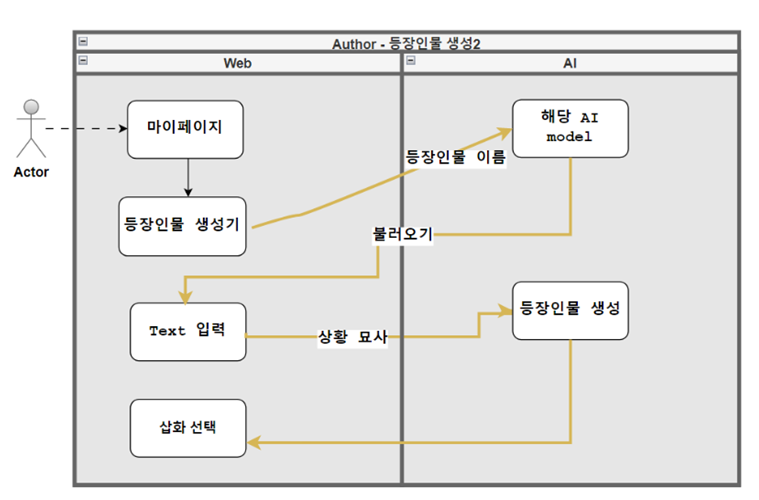 Author - 등장인물 생성2
Web
AI
마이페이지
해당 AI
model
Actor
등장인물 이름
등장인물 생성기
불러오기
등장인물 생성
Text 입력
상황 묘사
삽화 선택